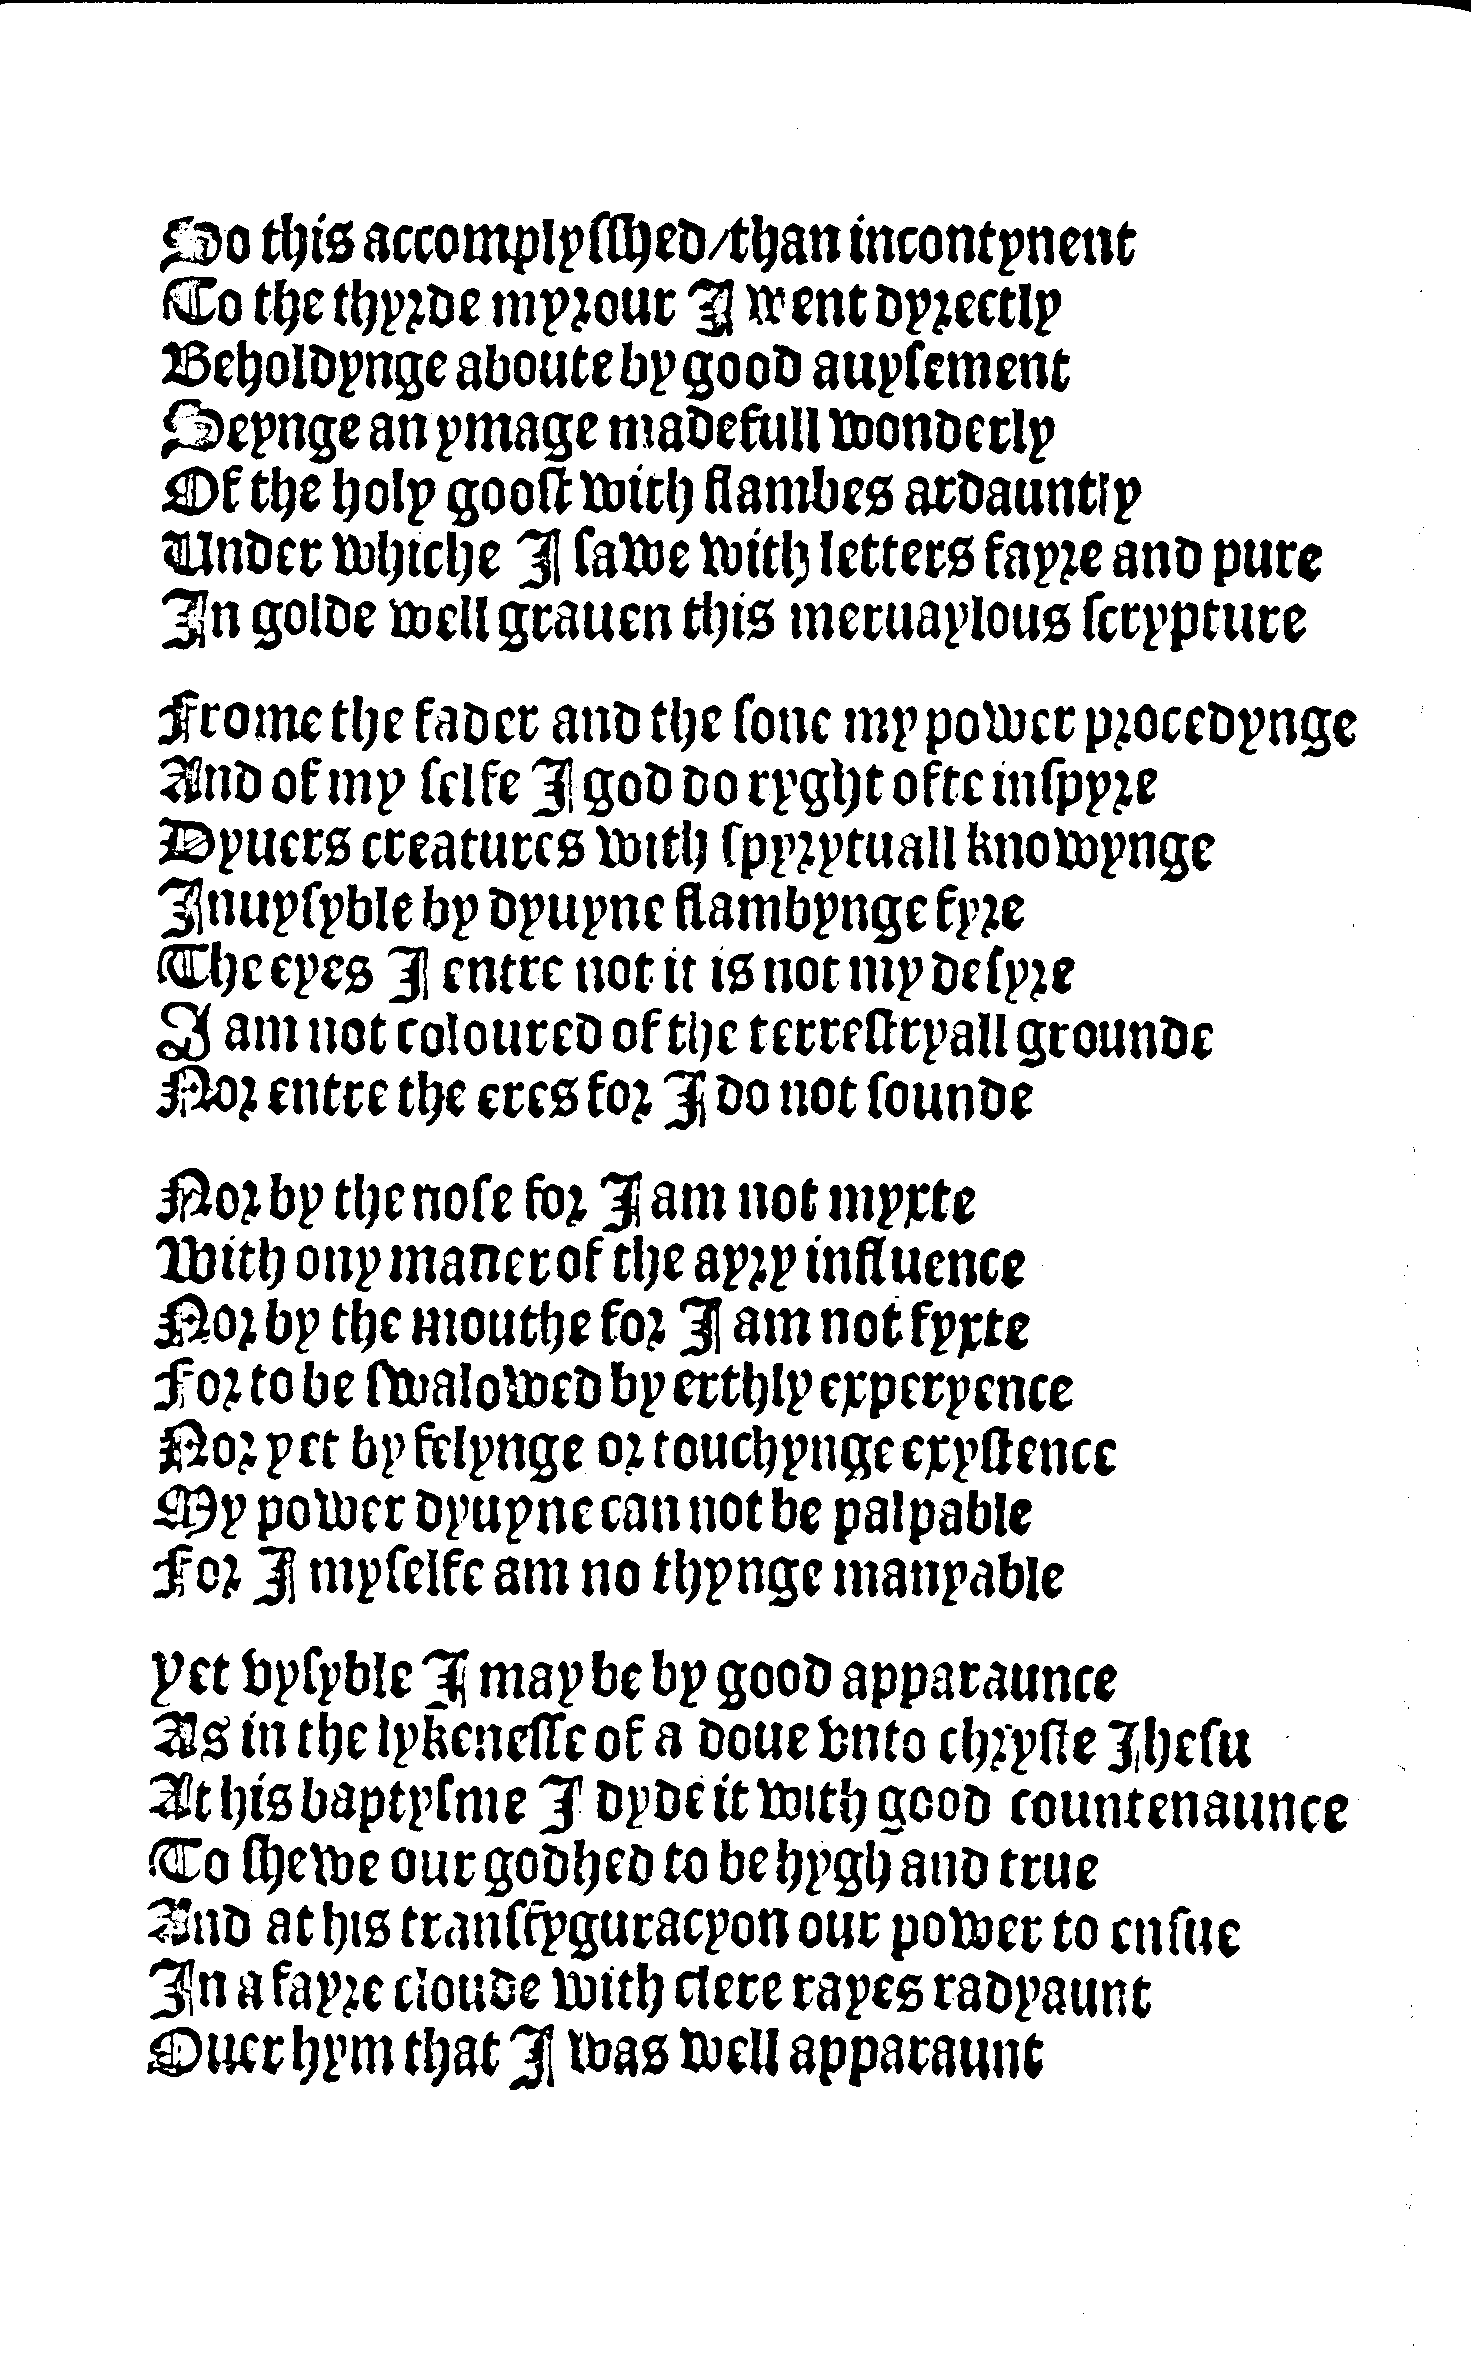 So this accomplysshed/than incontynent
To the thyrde myrour I went dyrectly
Beholdynge aboute by good auysement
Seynge an ymage made full wonderly
Of the holy goost with flambes ardauntly
Under whiche I sawe with letters fayre and pure
In golde well grauen this meruaylous scrypture

Frome the fader and the sone my power procedynge
And of my selfe I god do ryght ofte inspyre
Dyuers creatures with spyrytuall knowynge
Inuysyble by dyuyne flambynge fyre
The eyes I entre not it is not my desyre
I am not coloured of the terrestryall grounde
Nor entre the eres for I do not sounde

Nor by the nose for I am not myxte
With ony maner of the ayry influence
Nor by the mouthe for I am not fyxte
For to be swalowed by erthly experyence
Nor yet by felynge or touchynge exystence
My power dyuyne can not be palpable
For I myselfe am no thynge manyable

Yet vysyble I may be by good apparaunce
As in the lykenesse of a doue vnto chryste Jhesu
At his baptysme I dyde it with good countenaunce
To shewe our godhed to be hygh and true
And at his transfyguracyon our power to ensue
In a fayre cloude with clere rayes radyaunt
Ouer hym that I was well apparaunt